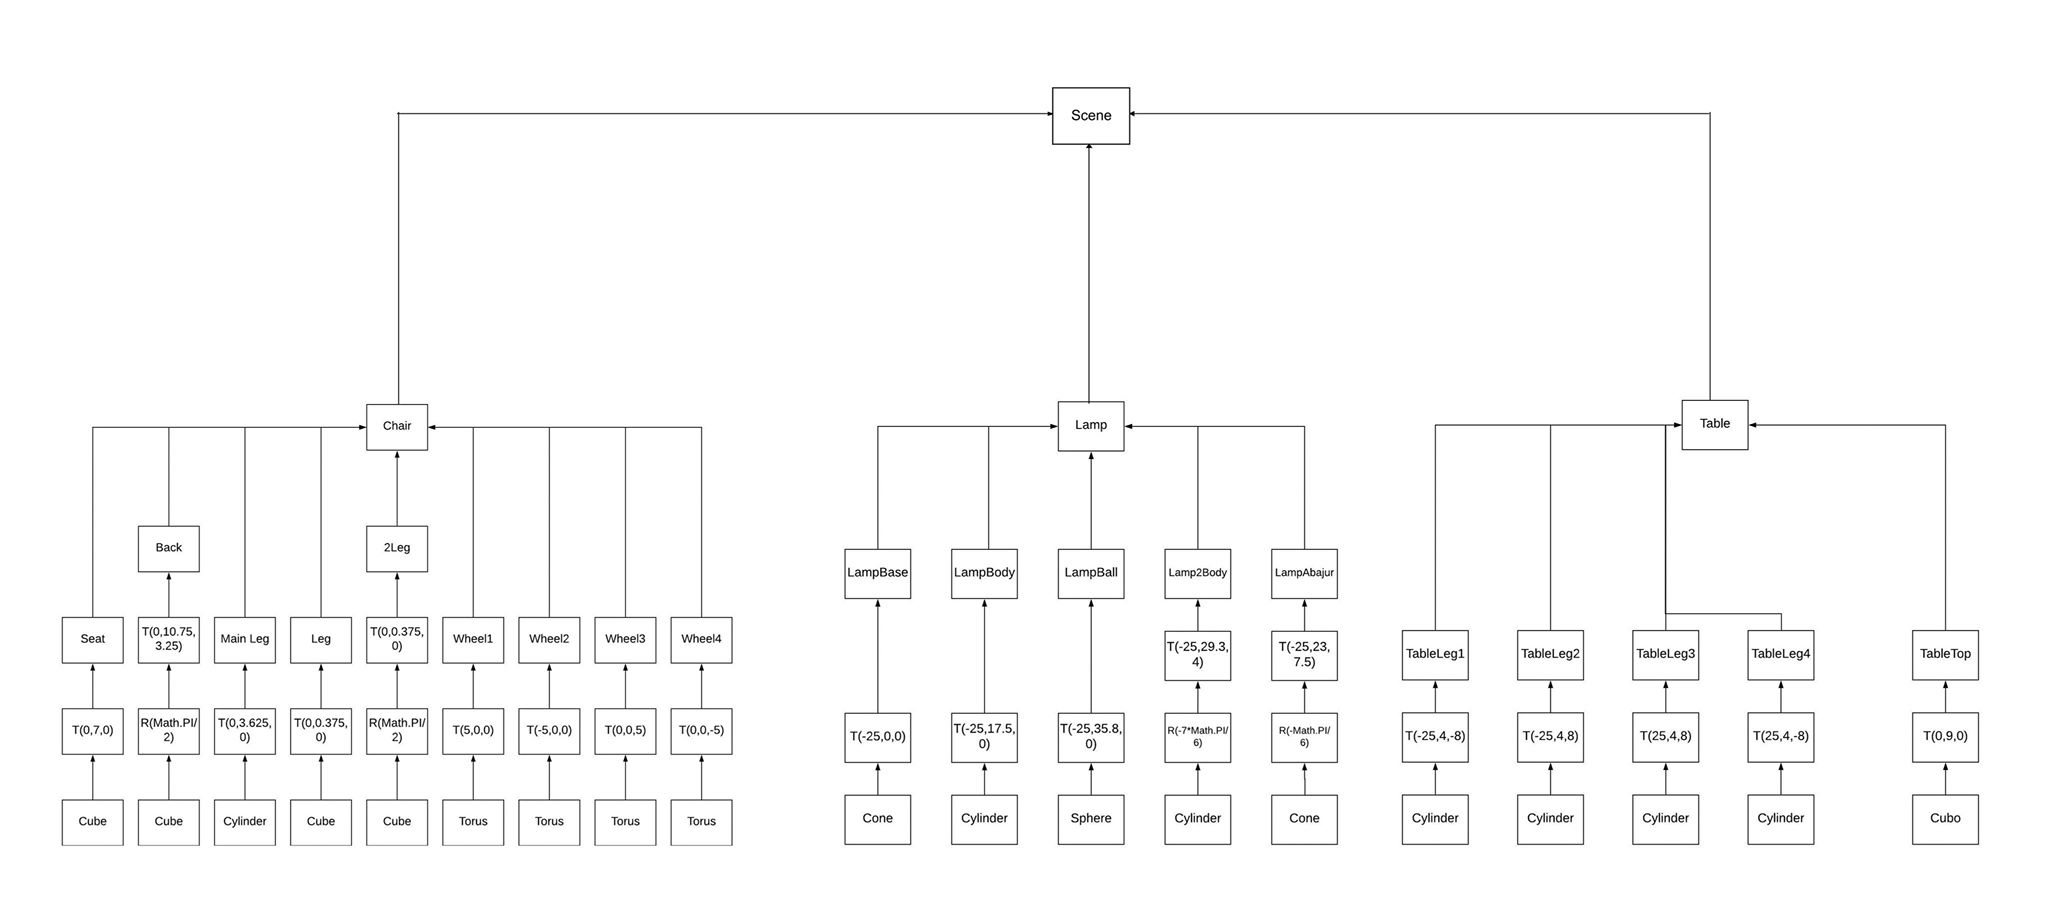 Scene
Chair
Lamp
Table
Back
2Leg
LampBase
LampBody
LampBall
Lamp2Body
LampAbajur
Seat
T(0,10.75,
3.25)
Main Leg
Leg
T(0,0.375,
0)
Wheel1
Wheel2
Wheel3
Wheel4
T(-25,29.3,
4)
T(-25,23,
7.5)
TableLeg1
TableLeg2
TableLeg3
TableLeg4
TableTop
T(0,7,0)
R(Math.PI/
2)
T(0,3.625,
0)
T(0,0.375,
0)
R(Math.PI/
2)
T(5,0,0)
T(-5,0,0)
T(0,0,5)
T(0,0,-5)
T(-25,0,0)
T(-25,17.5,
0)
T(-25,35.8,
0)
R(-7*Math.PI/
6)
R(-Math.PI/
6)
T(-25,4,-8)
T(-25,4,8)
T(25,4,8)
T(25,4,-8)
T(0,9,0)
Cube
Cube
Cylinder
Cube
Cube
Torus
Torus
Torus
Torus
Cone
Cylinder
Sphere
Cylinder
Cone
Cylinder
Cylinder
Cylinder
Cylinder
Cubo